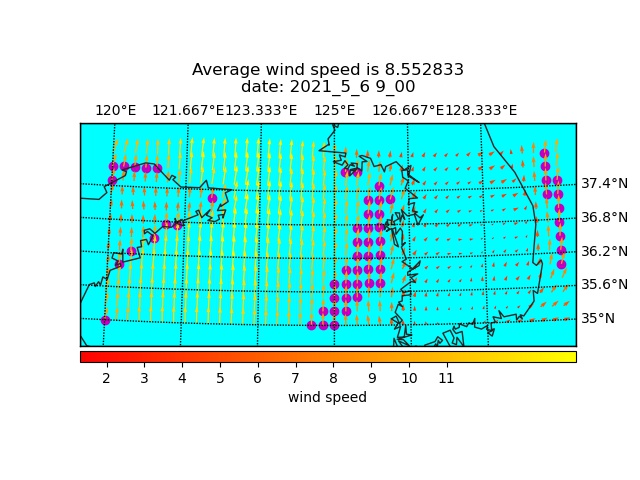 Average wind speed is 8.552833
date: 2021_5_6 9_00
120°E 121.667°E 123.333°E 125°E 126.667°E 128.333°E
37.4°N
36.8°N
36.2°N
35.6°N
35°N
2 3 4 5 6 7 8 9 10 11
wind speed